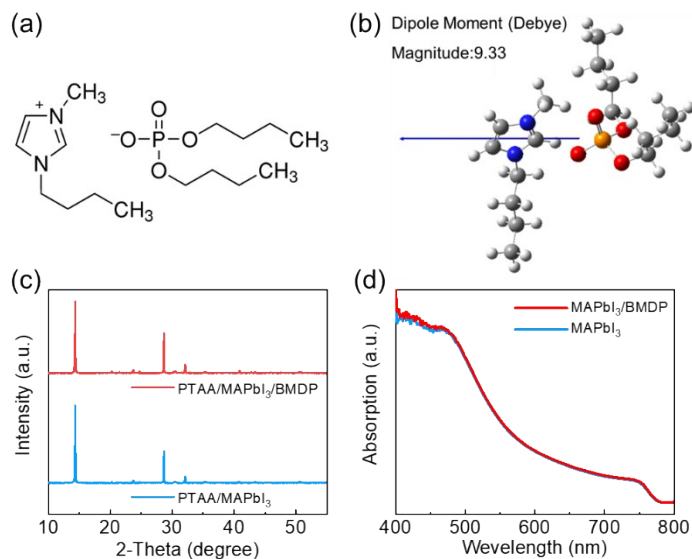 (a)
CH3
+
N
N
CH3
O
⁻O
P
O
CH3
O
CH3
(b)
Dipole Moment (Debye)
Magnitude:9.33
(c)
Intensity (a.u.)
PTAA/MAPbI3/BMDP
PTAA/MAPbI3
10 20 30 40 50
2-Theta (degree)
(d)
Absorption (a.u.)
MAPbI3/BMDP
MAPbI3
400 500 600 700 800
Wavelength (nm)